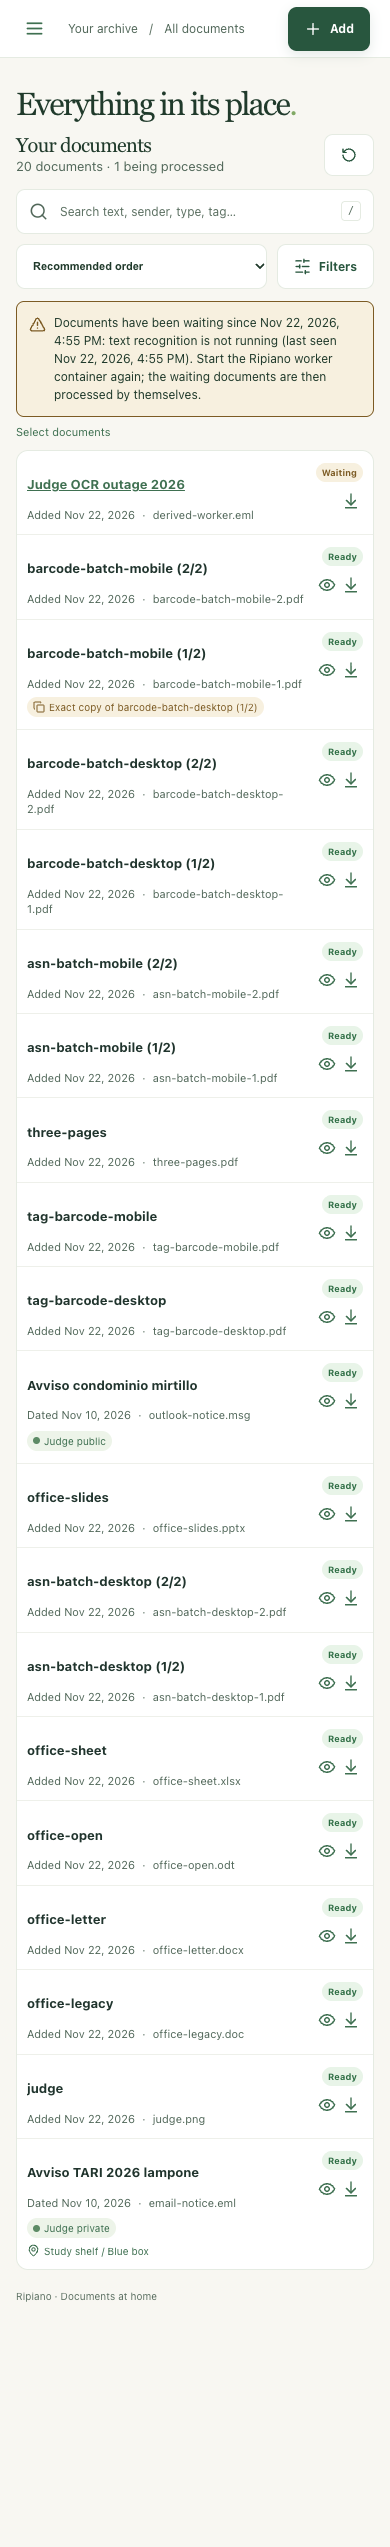 Your archive / All documents
Add
Everything in its place.
Your documents
20 documents · 1 being processed
Search text, sender, type, tag...
/
Recommended order
Filters
Documents have been waiting since Nov 22, 2026,
4:55 PM: text recognition is not running (last seen
Nov 22, 2026, 4:55 PM). Start the Ripiano worker
container again; the waiting documents are then
processed by themselves.
Select documents
Waiting
Judge OCR outage 2026
Added Nov 22, 2026 · derived-worker.eml
Ready
barcode-batch-mobile (2/2)
Added Nov 22, 2026 · barcode-batch-mobile-2.pdf
Ready
barcode-batch-mobile (1/2)
Added Nov 22, 2026 · barcode-batch-mobile-1.pdf
Exact copy of barcode-batch-desktop (1/2)
Ready
barcode-batch-desktop (2/2)
Added Nov 22, 2026 · barcode-batch-desktop-
2.pdf
Ready
barcode-batch-desktop (1/2)
Added Nov 22, 2026 · barcode-batch-desktop-
1.pdf
Ready
asn-batch-mobile (2/2)
Added Nov 22, 2026 · asn-batch-mobile-2.pdf
Ready
asn-batch-mobile (1/2)
Added Nov 22, 2026 · asn-batch-mobile-1.pdf
Ready
three-pages
Added Nov 22, 2026 · three-pages.pdf
Ready
tag-barcode-mobile
Added Nov 22, 2026 · tag-barcode-mobile.pdf
Ready
tag-barcode-desktop
Added Nov 22, 2026 · tag-barcode-desktop.pdf
Ready
Avviso condominio mirtillo
Dated Nov 10, 2026 · outlook-notice.msg
Judge public
Ready
office-slides
Added Nov 22, 2026 · office-slides.pptx
Ready
asn-batch-desktop (2/2)
Added Nov 22, 2026 · asn-batch-desktop-2.pdf
Ready
asn-batch-desktop (1/2)
Added Nov 22, 2026 · asn-batch-desktop-1.pdf
Ready
office-sheet
Added Nov 22, 2026 · office-sheet.xlsx
Ready
office-open
Added Nov 22, 2026 · office-open.odt
Ready
office-letter
Added Nov 22, 2026 · office-letter.docx
Ready
office-legacy
Added Nov 22, 2026 · office-legacy.doc
Ready
judge
Added Nov 22, 2026 · judge.png
Ready
Avviso TARI 2026 lampone
Dated Nov 10, 2026 · email-notice.eml
Judge private
Study shelf / Blue box
Ripiano · Documents at home